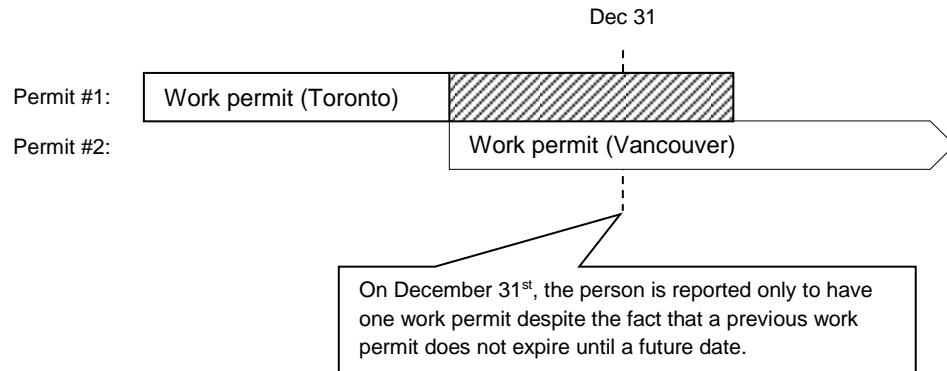 Dec 31
Permit #1:
Work permit (Toronto)
Permit #2:
Work permit (Vancouver)
On December 31st, the person is reported only to have
one work permit despite the fact that a previous work
permit does not expire until a future date.